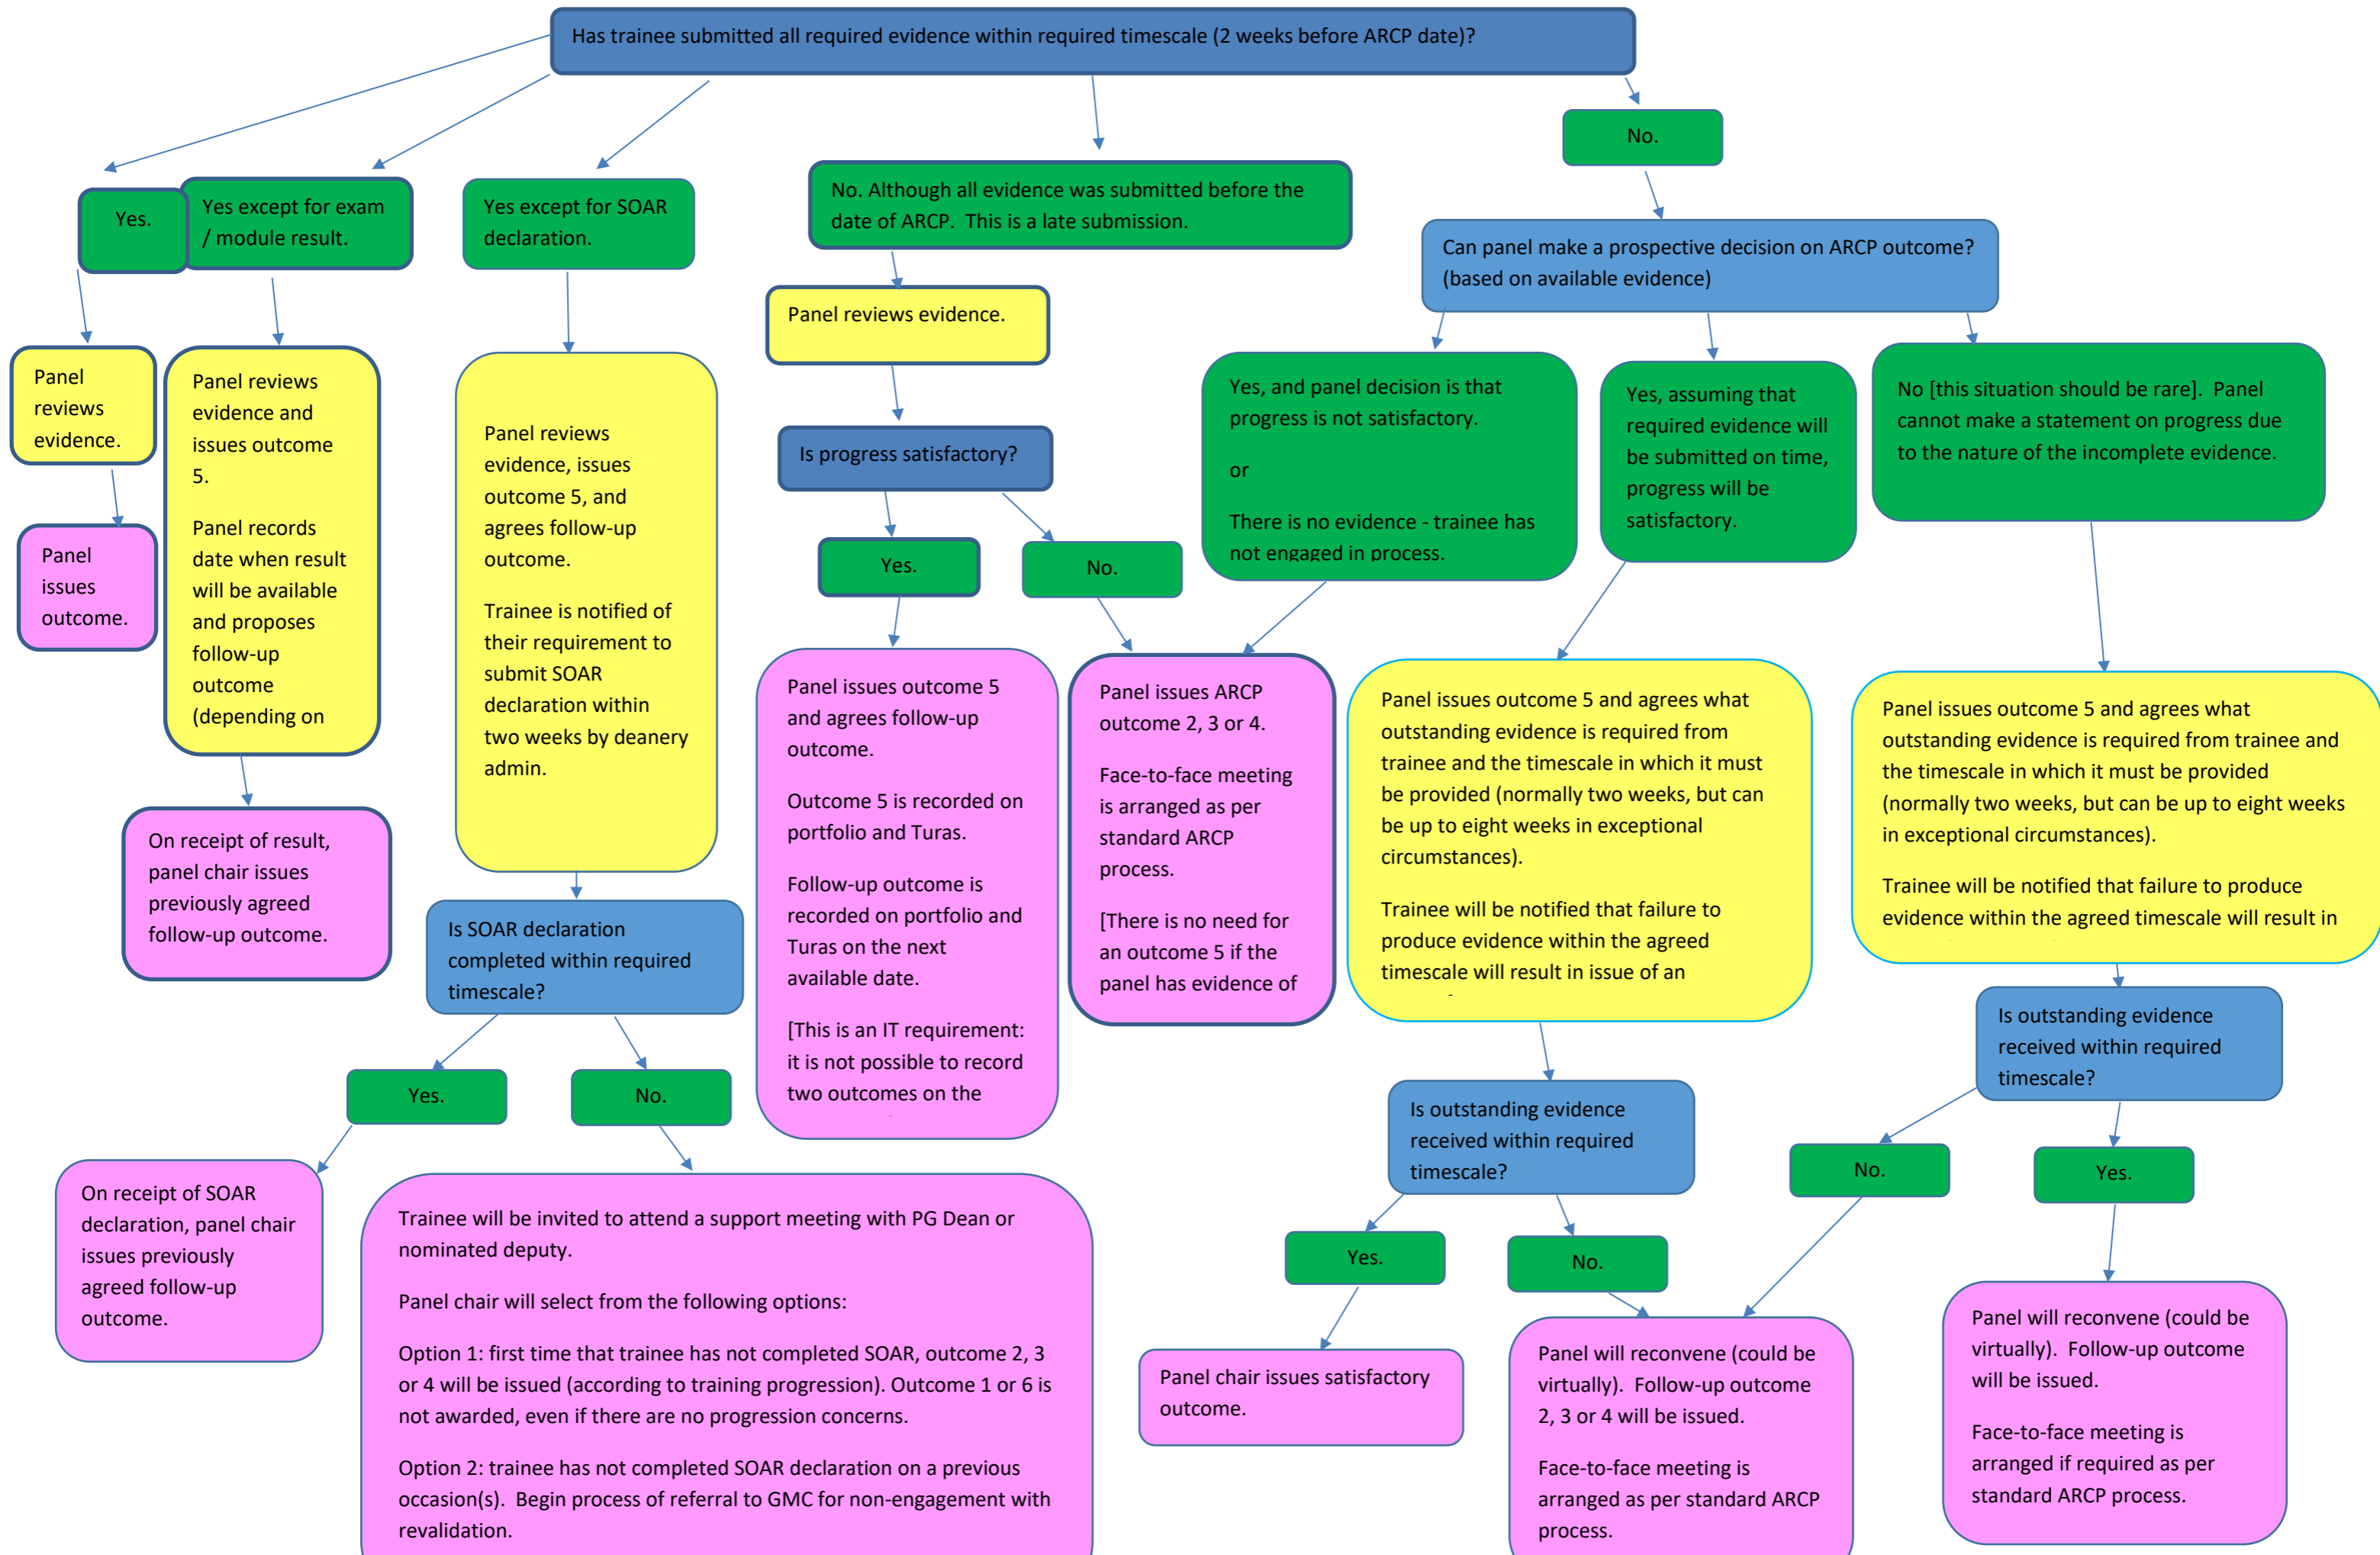 Has trainee submitted all required evidence within required timescale (2 weeks before ARCP date)?
No.
Yes.
Yes except for exam
/ module result.
Yes except for SOAR
declaration.
No. Although all evidence was submitted before the
date of ARCP.  This is a late submission.
Can panel make a prospective decision on ARCP outcome?
(based on available evidence)
Panel reviews evidence.
Panel
reviews
evidence.
Panel
issues
outcome.
Panel reviews
evidence and
issues outcome
5.
Panel records
date when result
will be available
and proposes
follow-up
outcome
(depending on
On receipt of result,
panel chair issues
previously agreed
follow-up outcome.
Panel reviews
evidence, issues
outcome 5, and
agrees follow-up
outcome.
Trainee is notified of
their requirement to
submit SOAR
declaration within
two weeks by deanery
admin.
Is SOAR declaration
completed within required
timescale?
Yes.
No.
On receipt of SOAR
declaration, panel chair
issues previously
agreed follow-up
outcome.
Trainee will be invited to attend a support meeting with PG Dean or
nominated deputy.
Panel chair will select from the following options:
Option 1: first time that trainee has not completed SOAR, outcome 2, 3
or 4 will be issued (according to training progression). Outcome 1 or 6 is
not awarded, even if there are no progression concerns.
Option 2: trainee has not completed SOAR declaration on a previous
occasion(s).  Begin process of referral to GMC for non-engagement with
revalidation.
Is progress satisfactory?
Yes.
No.
Panel issues outcome 5
and agrees follow-up
outcome.
Outcome 5 is recorded on
portfolio and Turas.
Follow-up outcome is
recorded on portfolio and
Turas on the next
available date.
[This is an IT requirement:
it is not possible to record
two outcomes on the
Panel issues ARCP
outcome 2, 3 or 4.
Face-to-face meeting
is arranged as per
standard ARCP
process.
[There is no need for
an outcome 5 if the
panel has evidence of
Yes, and panel decision is that
progress is not satisfactory.
or
There is no evidence - trainee has
not engaged in process.
Yes, assuming that
required evidence will
be submitted on time,
progress will be
satisfactory.
No [this situation should be rare].  Panel
cannot make a statement on progress due
to the nature of the incomplete evidence.
Panel issues outcome 5 and agrees what
outstanding evidence is required from
trainee and the timescale in which it must
be provided (normally two weeks, but can
be up to eight weeks in exceptional
circumstances).
Trainee will be notified that failure to
produce evidence within the agreed
timescale will result in issue of an
Is outstanding evidence
received within required
timescale?
Yes.
No.
Panel chair issues satisfactory
outcome.
Panel will reconvene (could be
virtually).  Follow-up outcome
2, 3 or 4 will be issued.
Face-to-face meeting is
arranged as per standard ARCP
process.
Panel issues outcome 5 and agrees what
outstanding evidence is required from trainee and
the timescale in which it must be provided
(normally two weeks, but can be up to eight weeks
in exceptional circumstances).
Trainee will be notified that failure to produce
evidence within the agreed timescale will result in
Is outstanding evidence
received within required
timescale?
No.
Yes.
Panel will reconvene (could be
virtually).  Follow-up outcome
will be issued.
Face-to-face meeting is
arranged if required as per
standard ARCP process.